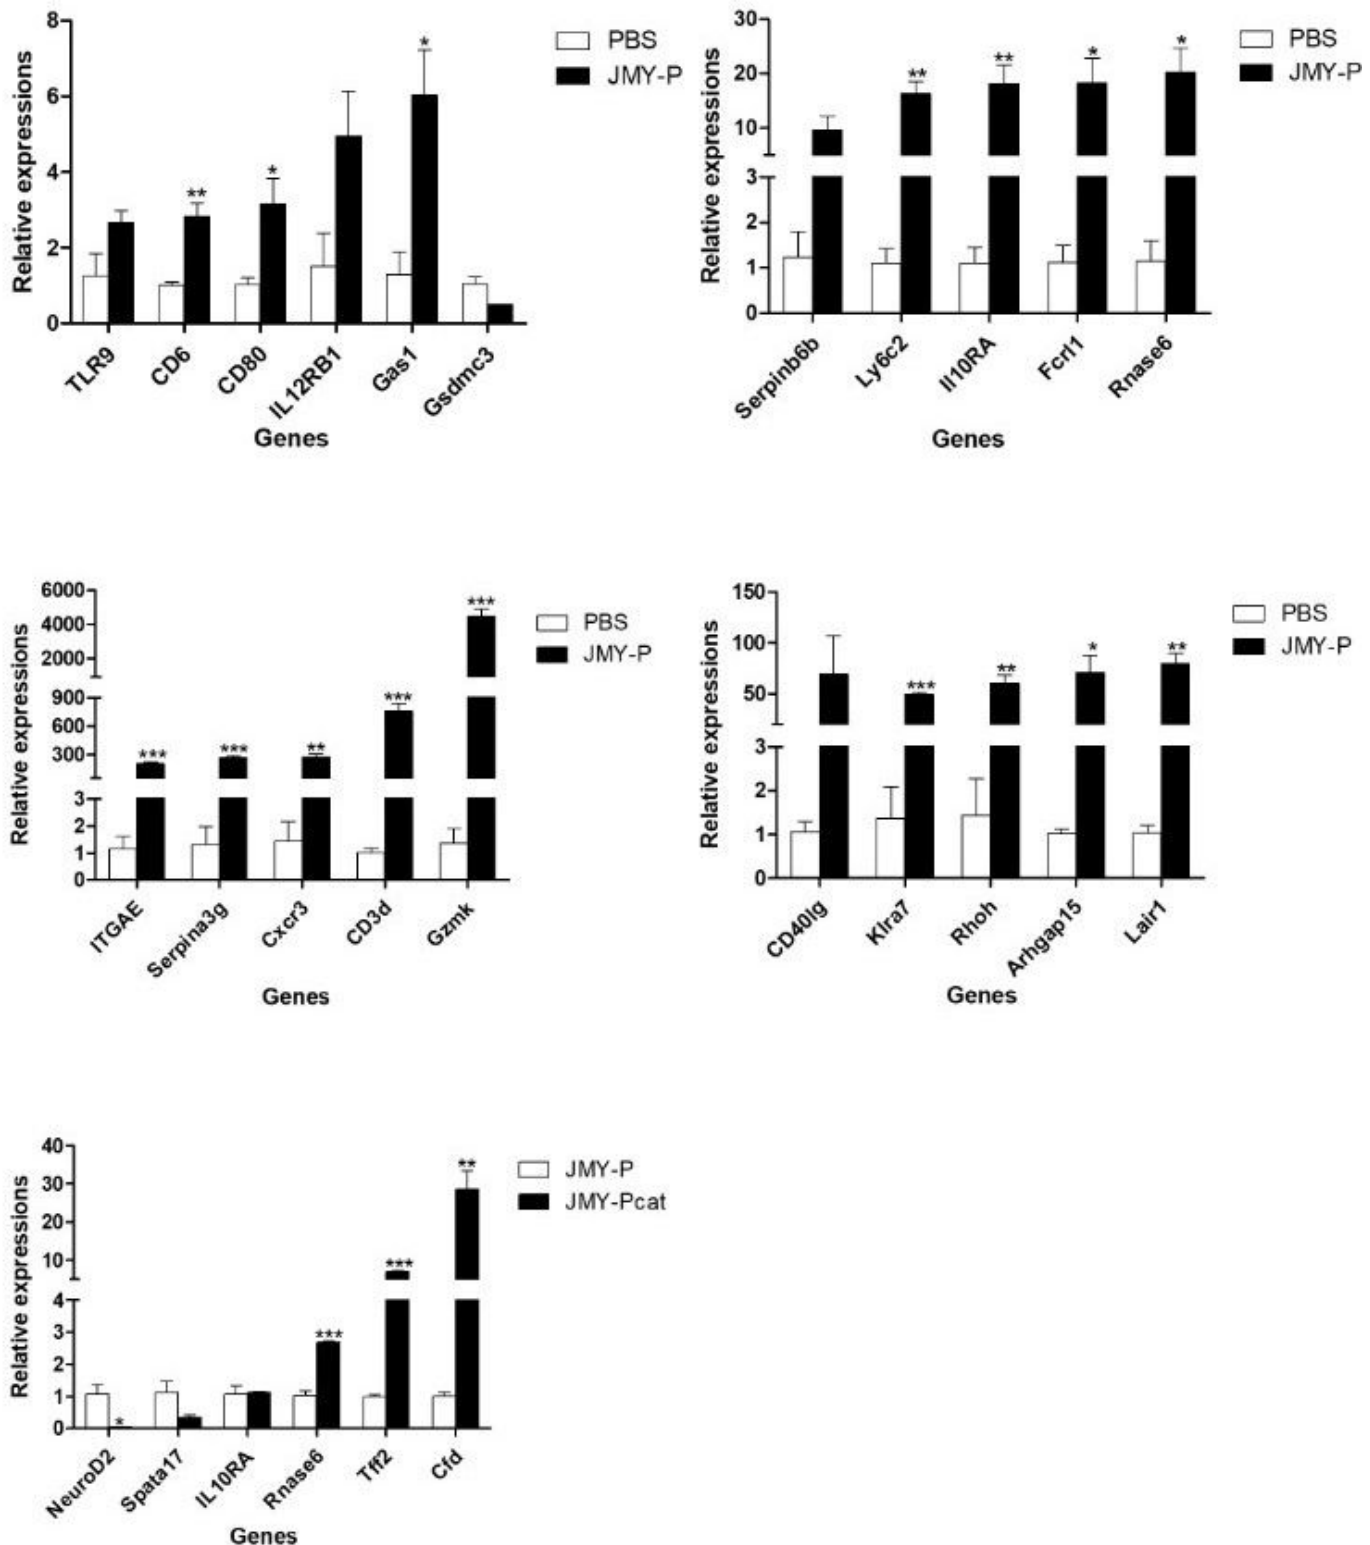 8
6
4
2
0
Relative expressions
*
**
*
PBS
JMY-P
TLR9
CD6
CD80
IL12RB1
Gas1
Gsdmc3
Genes
30
20
10
3
2
1
0
Relative expressions
**
**
*
*
PBS
JMY-P
Serpinb6b
Ly6c2
Il10RA
Fcrl1
Rnase6
Genes
6000
4000
2000
900
600
300
3
2
1
0
Relative expressions
***
***
**
***
***
PBS
JMY-P
ITGAE
Serpina3g
Cxcr3
CD3d
Gzmk
Genes
150
100
50
3
2
1
0
Relative expressions
***
**
*
**
PBS
JMY-P
CD40lg
Klra7
Rhoh
Arhgap15
Lair1
Genes
40
30
20
10
4
3
2
1
0
Relative expressions
*
***
***
**
JMY-P
JMY-Pcat
NeuroD2
Spata17
IL10RA
Rnase6
Tff2
Cfd
Genes